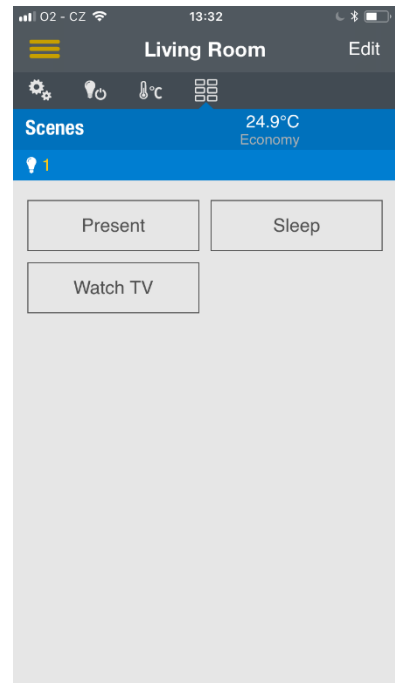 O2 - CZ 13:32
Living Room Edit
°C
Scenes 24.9°C
Economy
1
Present Sleep
Watch TV